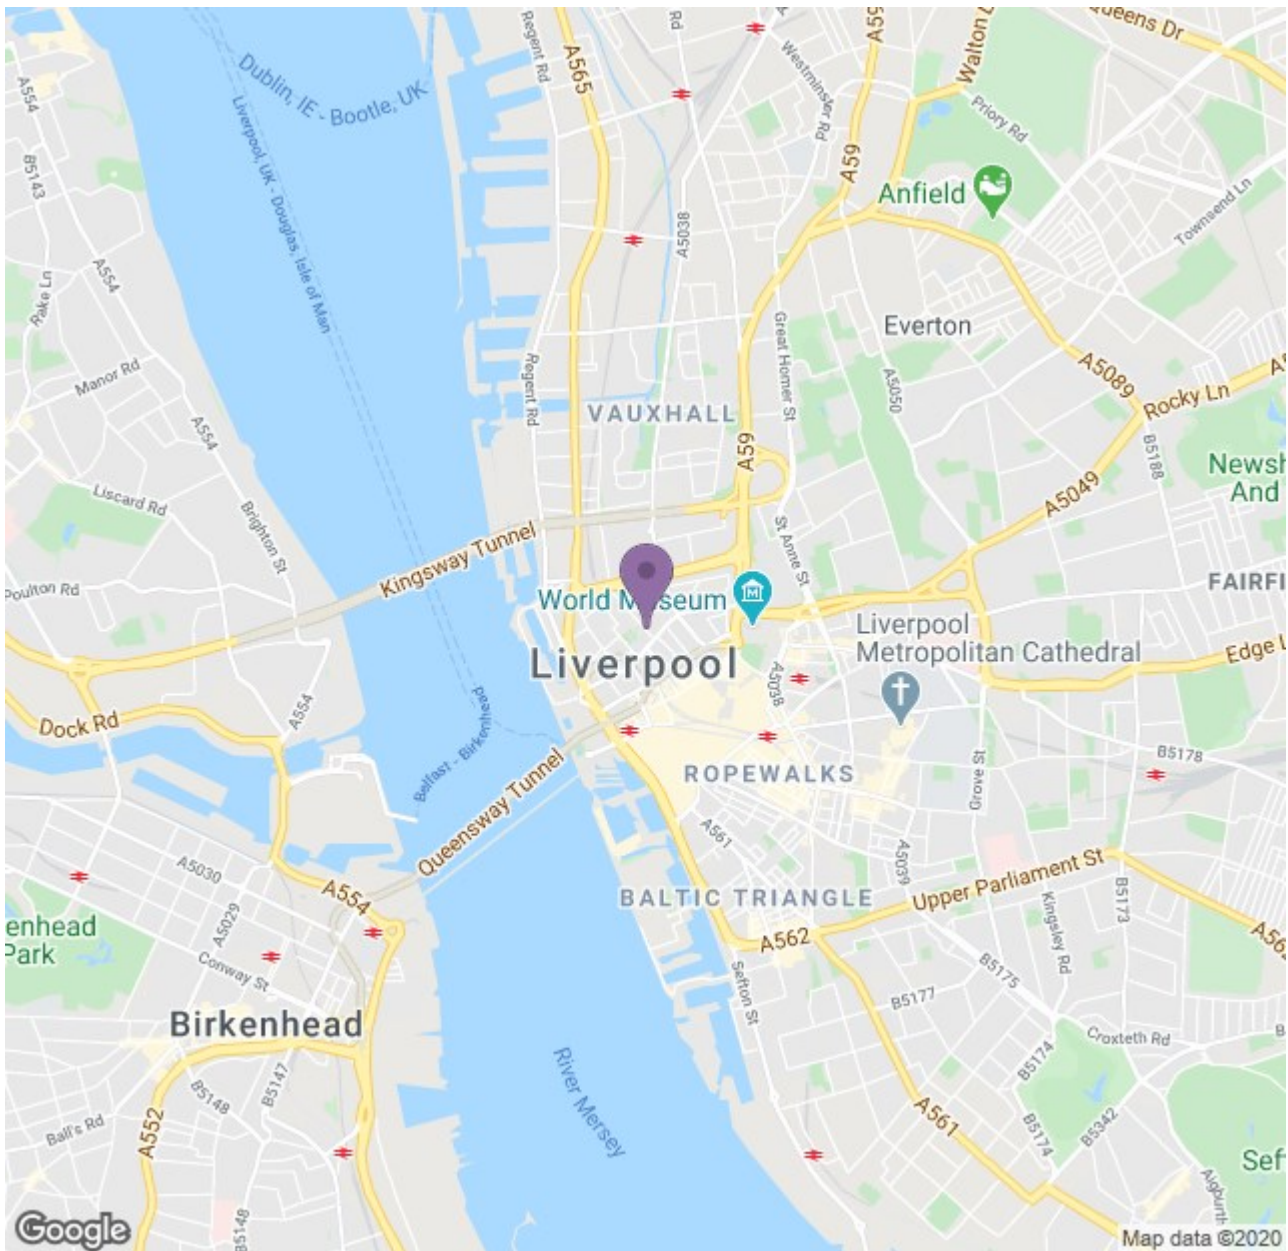 Queens Dr
Regent Rd
Rd
A59
Walton L
A554
A565
Dublin, IE - Bootle, UK
Westminster Rd
Priory Rd
B5143
Liverpool, UK - Douglas, Isle of Man
A59
Anfield
Townsend Ln
A5038
A554
Rake Ln
Great Homer St
Everton
Manor Rd
Regent Rd
A5050
A5089
Rocky Ln
VAUXHALL
A554
A59
B5188
Newsh
And
Liscard Rd
A5049
Brighton St
Kingsway Tunnel
St Anne St
Poulton Rd
World Museum
M
FAIRFI
Liverpool
Metropolitan Cathedral
Liverpool
Edge L
A5038
Dock Rd
A554
Belfast - Birkenhead
B5178
ROPEWALKS
Grove St
Queensway Tunnel
A561
A5039
A5030
Upper Parliament St
A554
BALTIC TRIANGLE
B5173
A5029
Kingsley Rd
enhead
Park
A562
A562
Conway St
B5175
Sefton St
B5177
Birkenhead
Croxteth Rd
B5174
River Mersey
B5147
B5148
A561
A552
Ball's Rd
B5342
B5174
Sef
B5148
Aigburth
Google
Map data ©2020